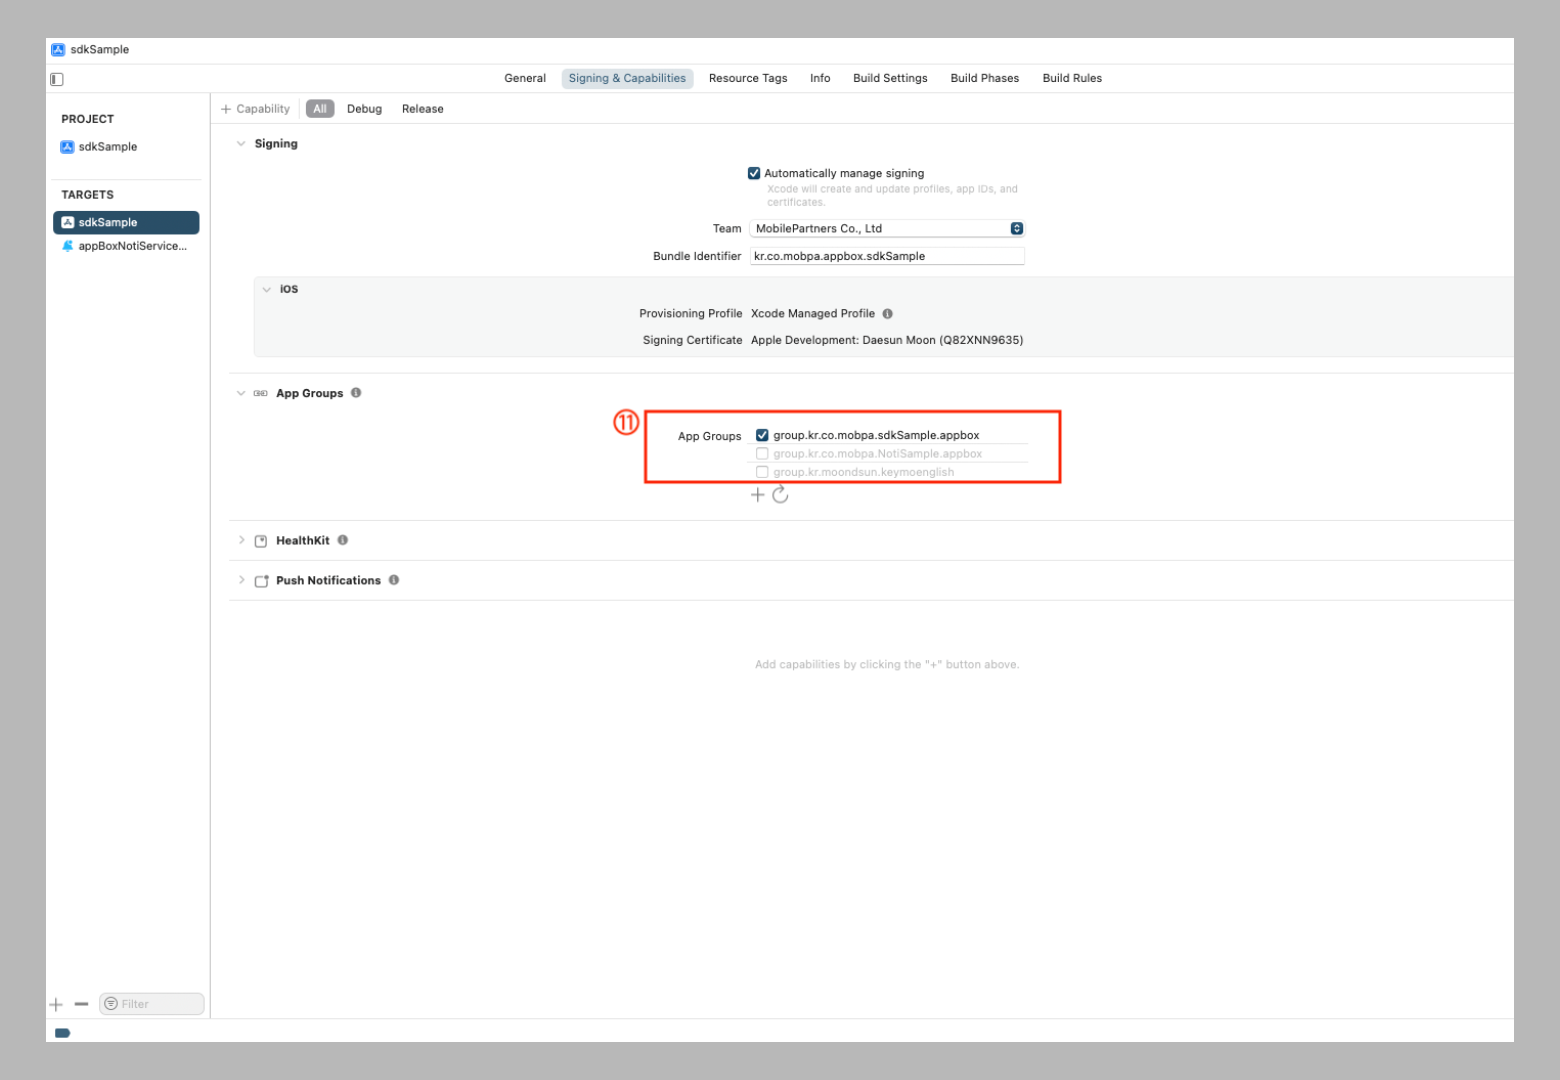 sdkSample
General Signing & Capabilities Resource Tags Info Build Settings Build Phases Build Rules
+ Capability All Debug Release
PROJECT
sdkSample
TARGETS
sdkSample
appBoxNotiService...
Signing
Automatically manage signing
Xcode will create and update profiles, app IDs, and
certificates.
Team MobilePartners Co., Ltd
Bundle Identifier kr.co.mobpa.appbox.sdkSample
iOS
Provisioning Profile Xcode Managed Profile
Signing Certificate Apple Development: Daesun Moon (Q82XNN9635)
App Groups
⑪
App Groups group.kr.co.mobpa.sdkSample.appbox
group.kr.co.mobpa.NotiSample.appbox
group.kr.moondsun.keymoenglish
HealthKit
Push Notifications
Add capabilities by clicking the "+" button above.
Filter